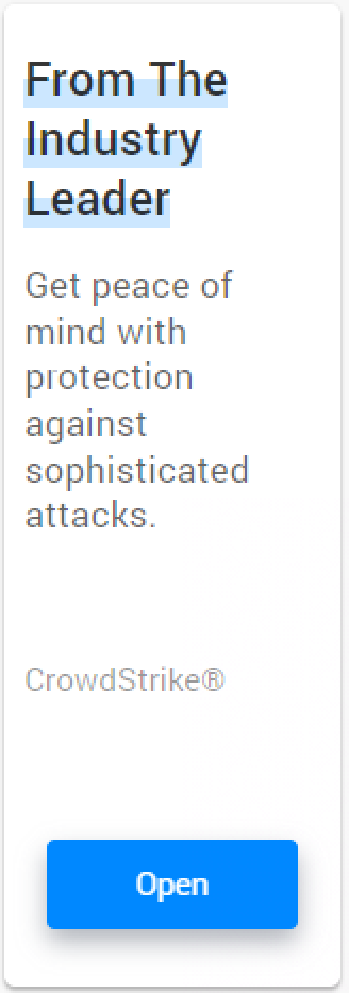 From The
Industry
Leader
Get peace of
mind with
protection
against
sophisticated
attacks.
CrowdStrike®
Open